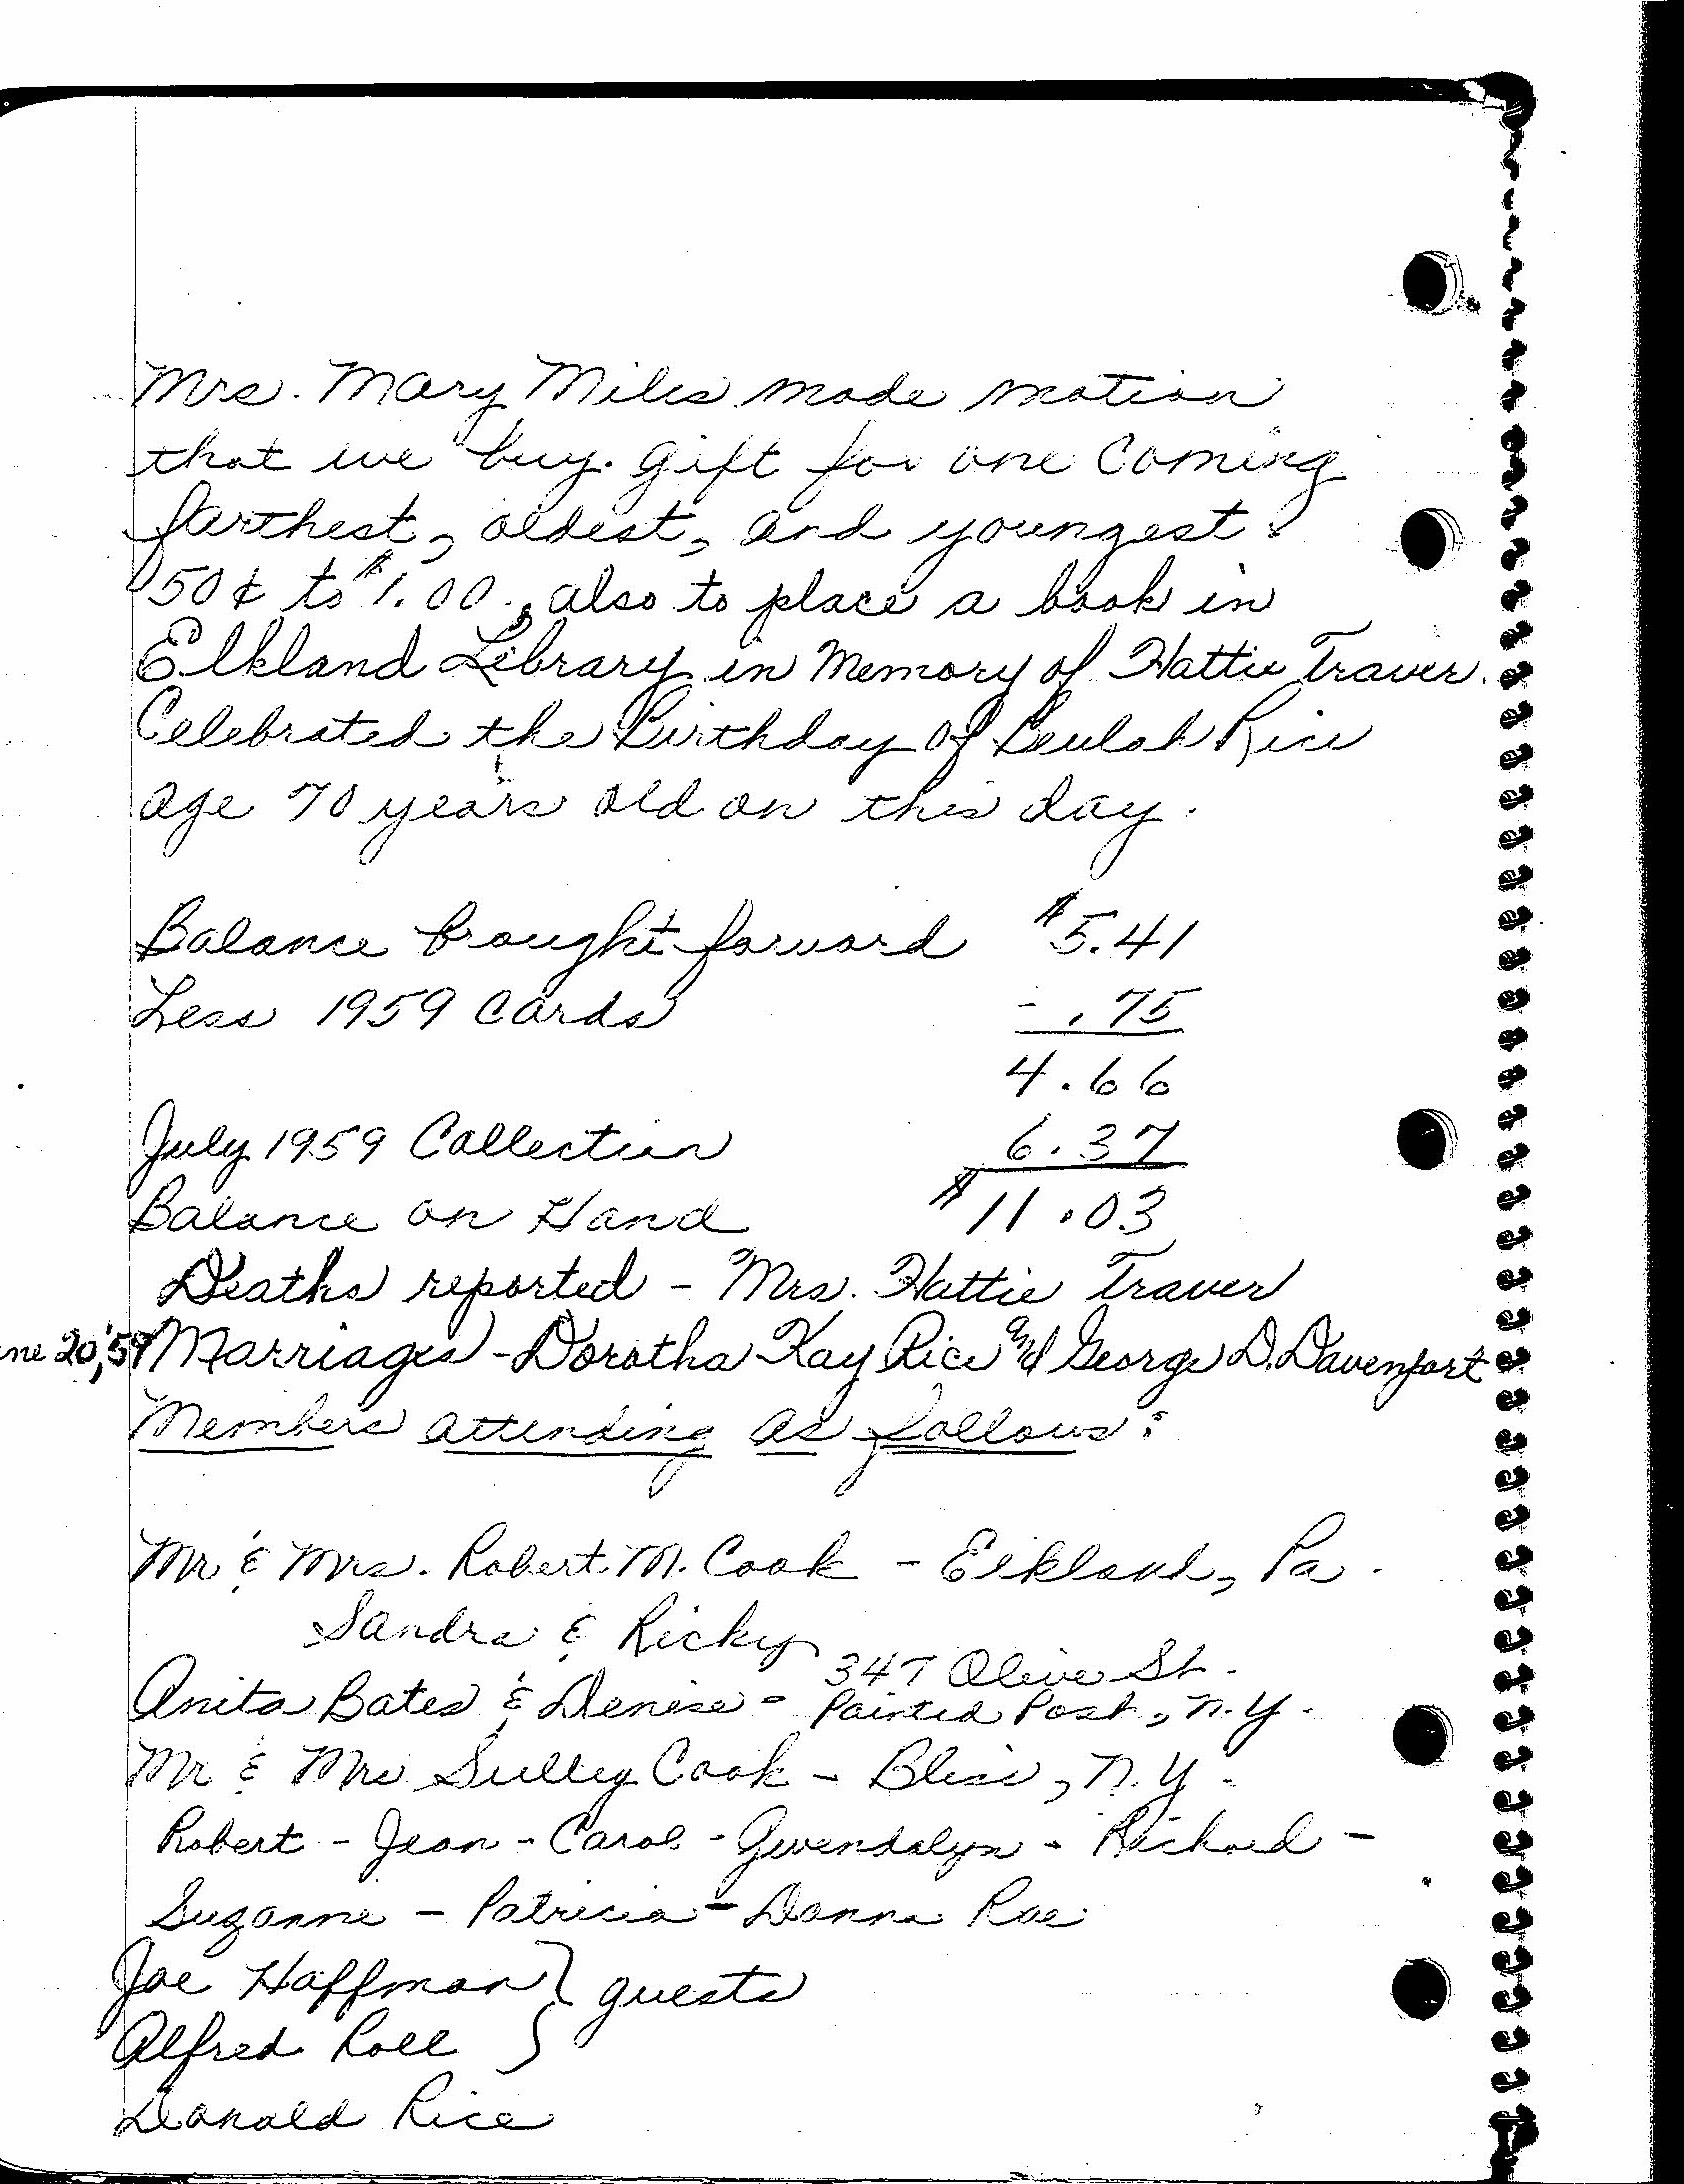 Mrs. Mary Miles made motion
that we buy gift for one coming
farthest, oldest, and youngest.
50¢ to $1.00, also to place a book in
Elkland Library in Memory of Hattie Traver.
Celebrated the Birthday of Beulah Rice
age 70 years old on this day.
Balance brought forward $5.41
Less 1959 Cards - .75
4.66
July 1959 Collection 6.37
Balance on Hand $11.03
Deaths reported - Mrs. Hattie Traver
ne 20, '59 Marriages - Dorotha Kay Rice and George D. Davenport
Members attending as follows:
Mr & Mrs. Robert M. Cook - Elkland, Pa.
Sandra & Ricky
347 Olive St.
Anita Bates & Denise - Painted Post, N.Y.
Mr & Mrs Sulley Cook - Bliss, N.Y.
Robert - Jean - Carol - Gwendolyn - Richard -
Suzanne - Patricia - Donna Rae
Joe Hoffman } guests
Alfred Roll }
Donald Rice